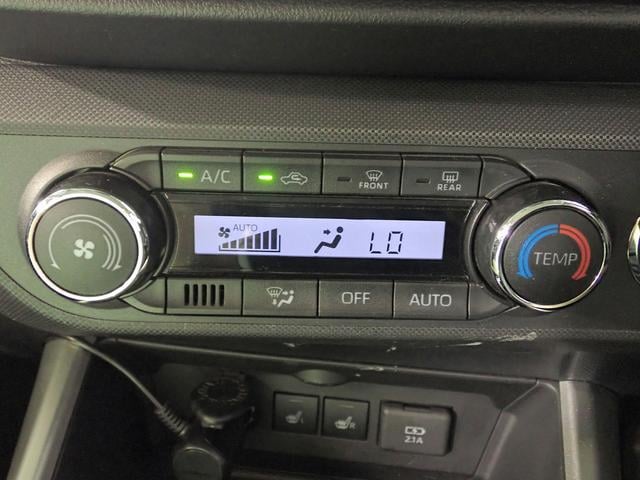 A/C
FRONT
REAR
AUTO
LO
TEMP
OFF
AUTO
L
R
2.1A